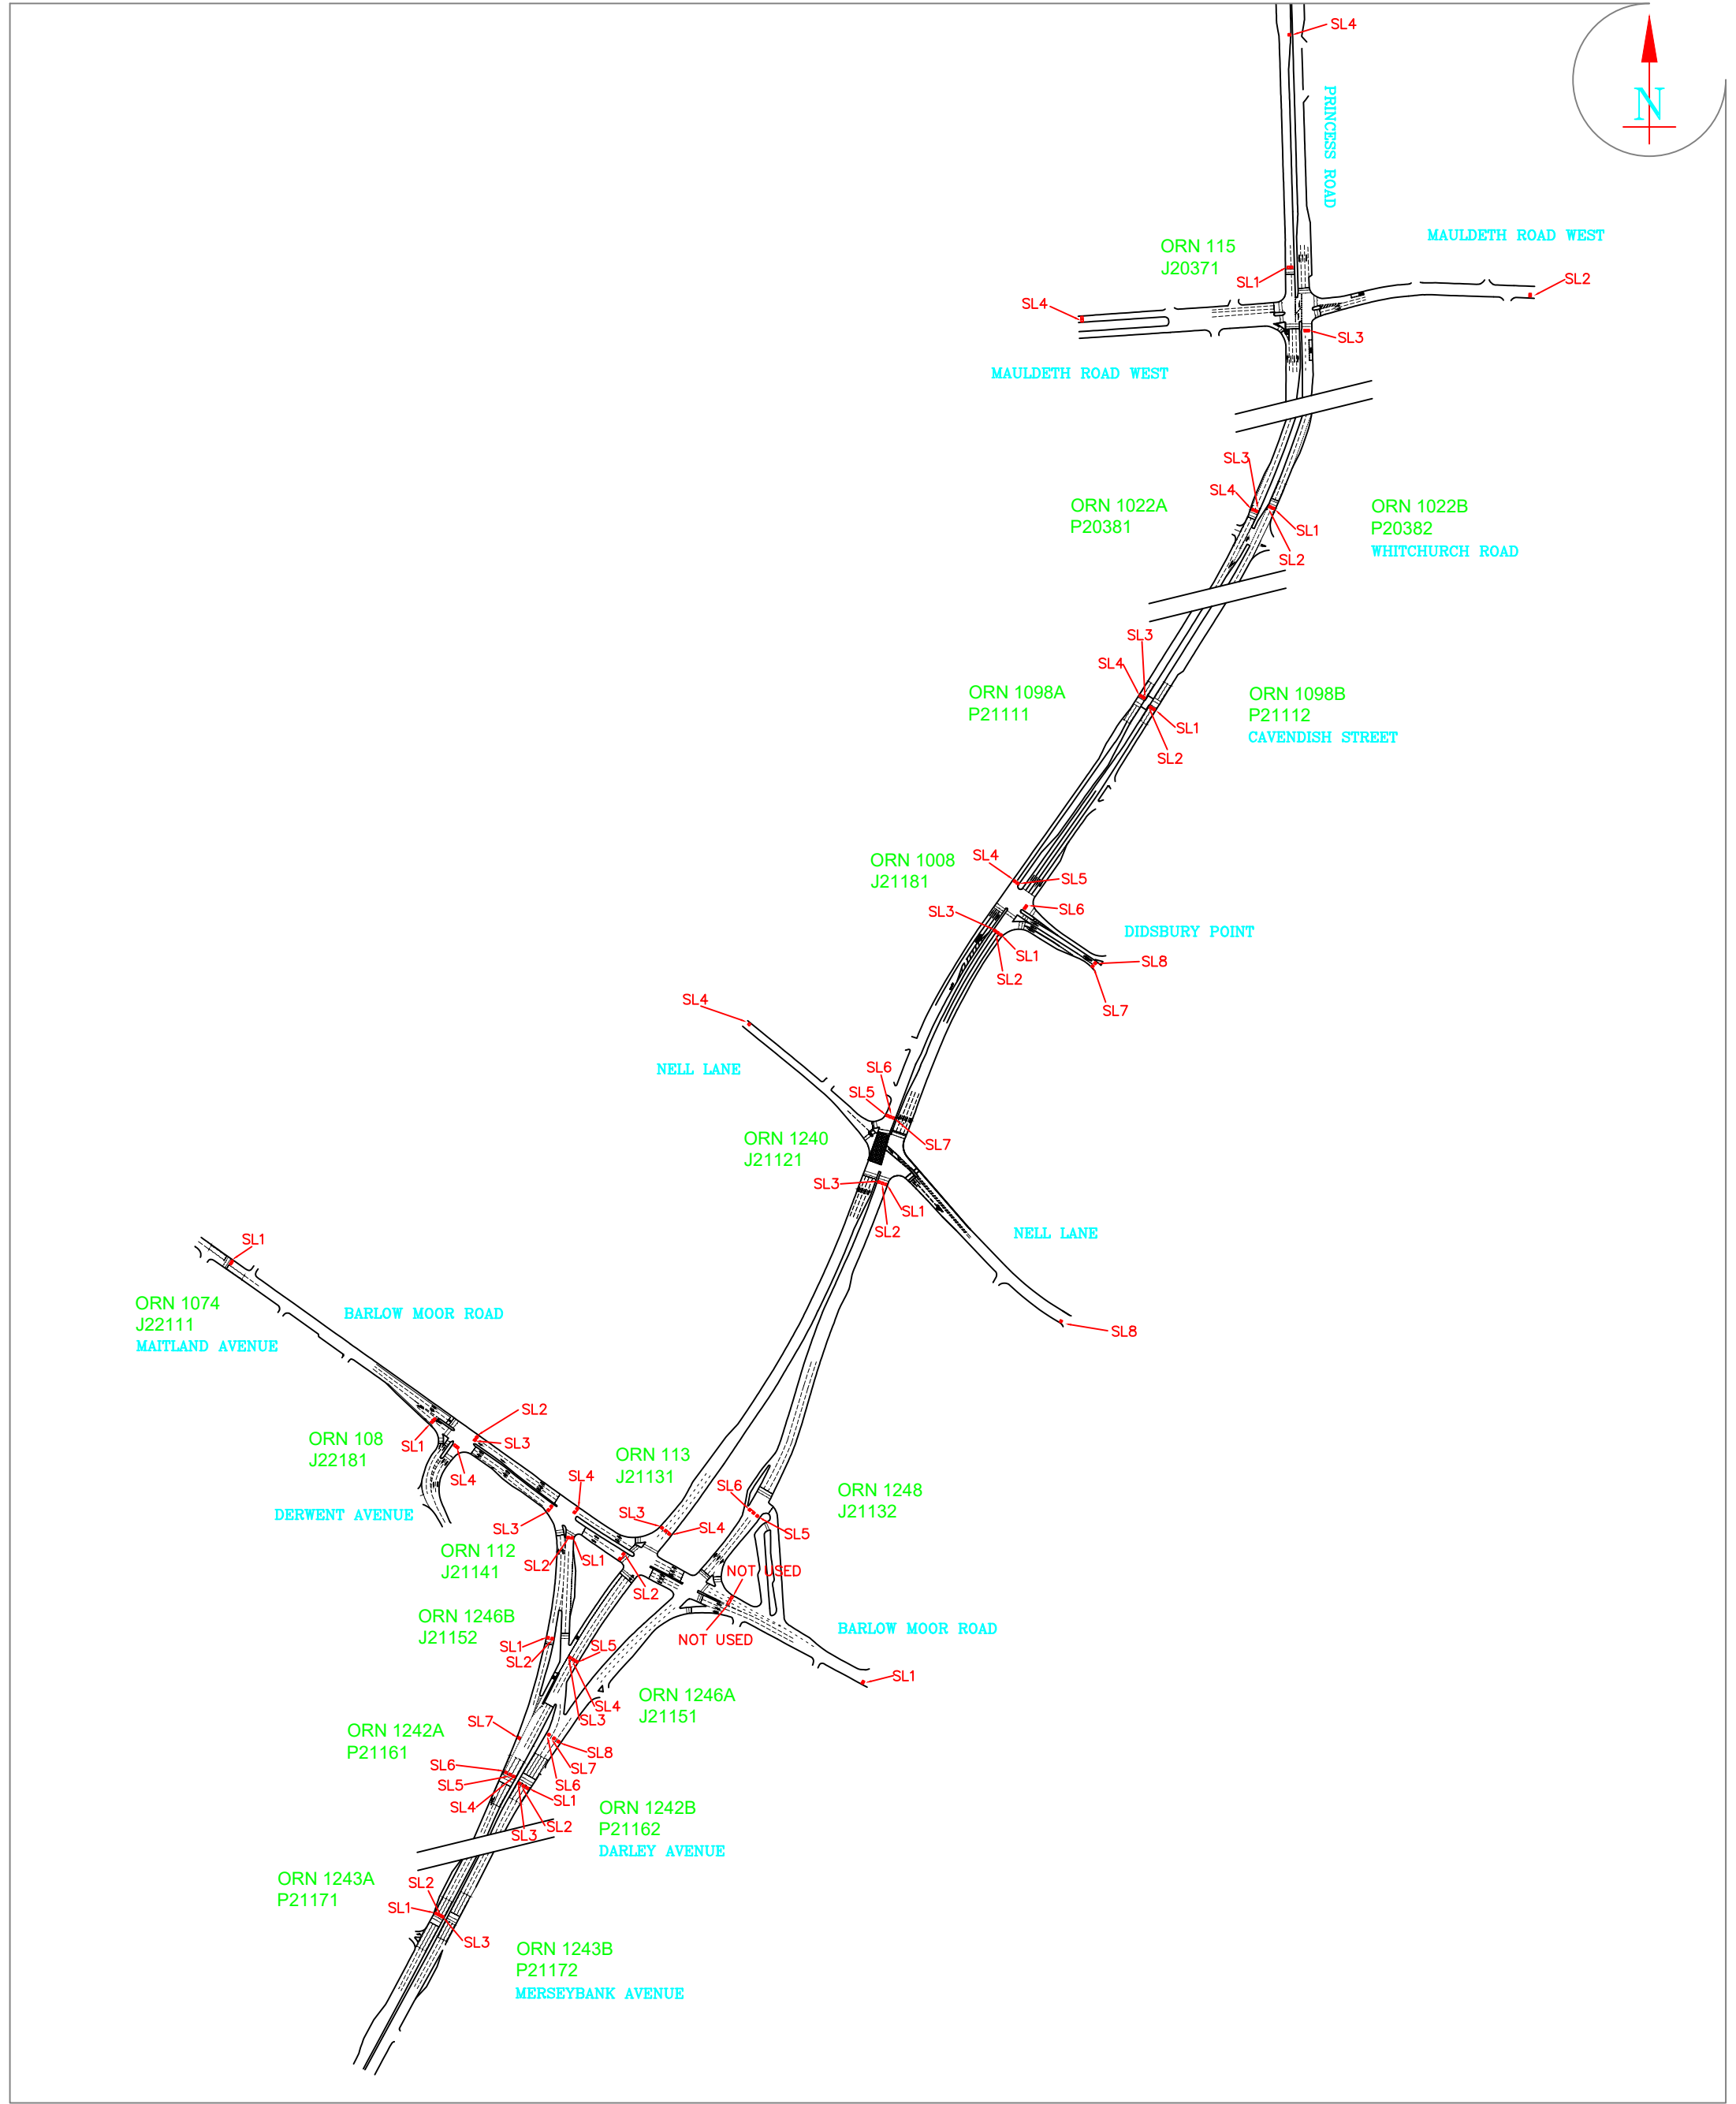 SL4
N
PRINCESS ROAD
MAULDETH ROAD WEST
ORN 115
J20371
SL1
SL2
SL4
SL3
MAULDETH ROAD WEST
SL3
SL4
ORN 1022A
P20381
ORN 1022B
P20382
WHITCHURCH ROAD
SL1
SL2
SL3
SL4
ORN 1098A
P21111
ORN 1098B
P21112
CAVENDISH STREET
SL1
SL2
ORN 1008
J21181
SL4
SL5
SL3
SL6
DIDSBURY POINT
SL1
SL2
SL8
SL7
SL4
NELL LANE
SL6
SL5
ORN 1240
J21121
SL7
SL3
SL1
SL2
NELL LANE
SL8
SL1
ORN 1074
J22111
MAITLAND AVENUE
BARLOW MOOR ROAD
SL2
SL3
SL1
ORN 108
J22181
SL4
DERWENT AVENUE
ORN 113
J21131
SL4
SL6
ORN 1248
J21132
SL3
SL3
SL4
SL5
ORN 112
J21141
SL2
SL1
SL2
NOT USED
ORN 1246B
J21152
SL1
SL2
SL5
NOT USED
BARLOW MOOR ROAD
SL1
ORN 1246A
J21151
SL4
SL3
SL7
ORN 1242A
P21161
SL8
SL7
SL6
SL6
SL5
SL4
SL1
SL2
SL3
ORN 1242B
P21162
DARLEY AVENUE
ORN 1243A
P21171
SL2
SL1
SL3
ORN 1243B
P21172
MERSEYBANK AVENUE